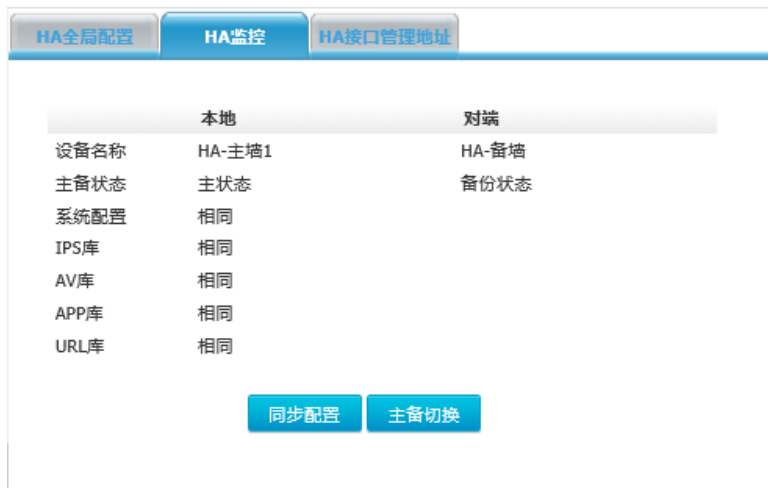 HA全局配置 HA监控 HA接口管理地址
本地 对端
设备名称 HA-主墙1 HA-备墙
主备状态 主状态 备份状态
系统配置 相同
IPS库 相同
AV库 相同
APP库 相同
URL库 相同
同步配置 主备切换